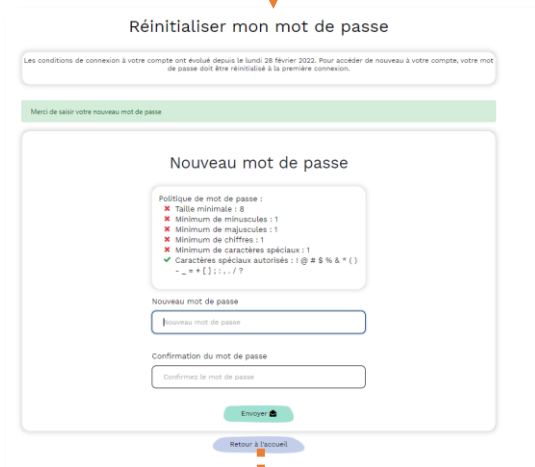 Réinitialiser mon mot de passe
Les conditions de connexion à votre compte ont évolué depuis le lundi 28 février 2022. Pour accéder de nouveau à votre compte, votre mot
de passe doit être réinitialisé à la première connexion.
Merci de saisir votre nouveau mot de passe
Nouveau mot de passe
Politique de mot de passe :
Taille minimale : 8
Minimum de minuscules : 1
Minimum de majuscules : 1
Minimum de chiffres : 1
Minimum de caractères spéciaux : 1
Caractères spéciaux autorisés : ! @ # $ % & * ( )
- _ = + [ ] ; : , . / ?
Nouveau mot de passe
Nouveau mot de passe
Confirmation du mot de passe
Confirmez le mot de passe
Envoyer
Retour à l'accueil